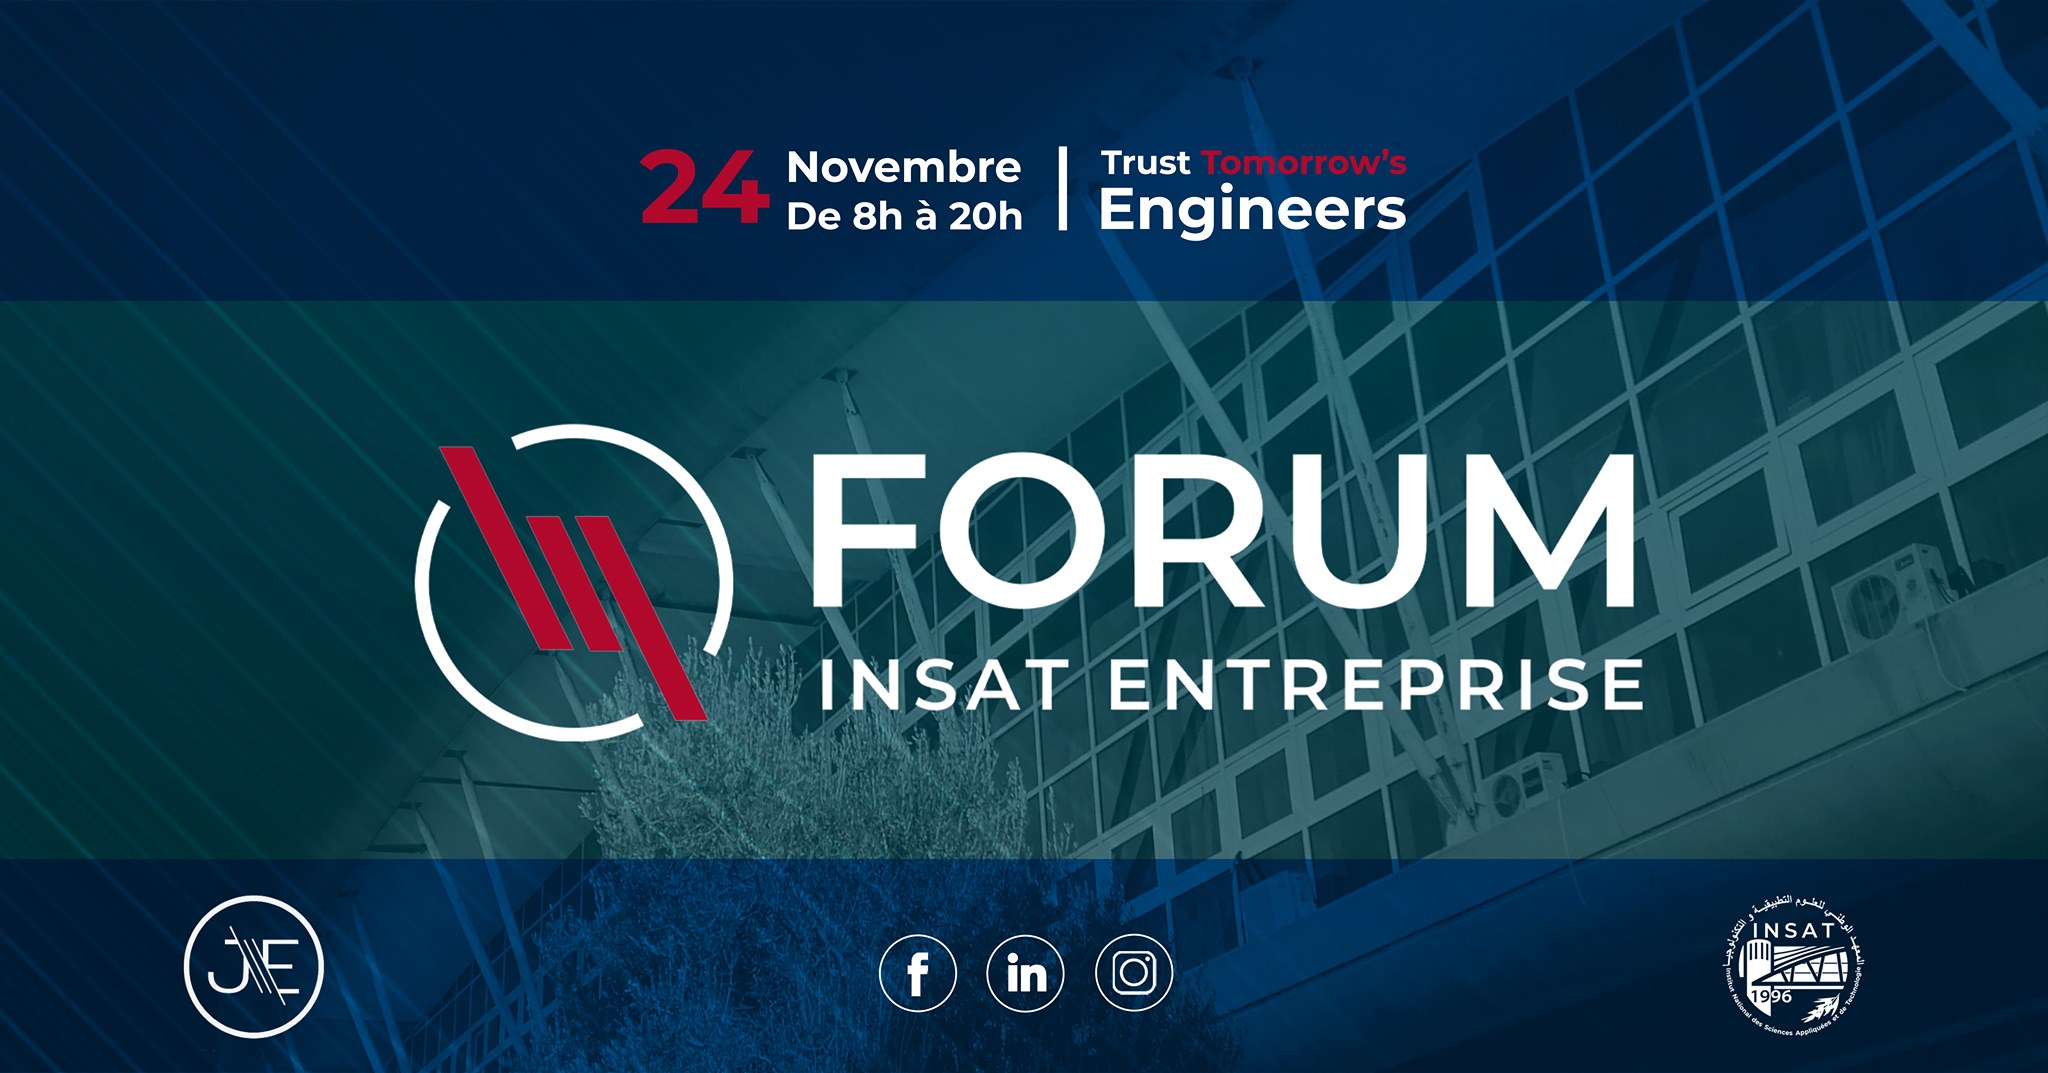 24 Novembre
De 8h à 20h
Trust Tomorrow's
Engineers
FORUM
INSAT ENTREPRISE
JIIE
f
in
المعهد الوطني للعلوم التطبيقية و التكنولوجيا
INSAT
1996
Institut National des Sciences Appliquées et de Technologie